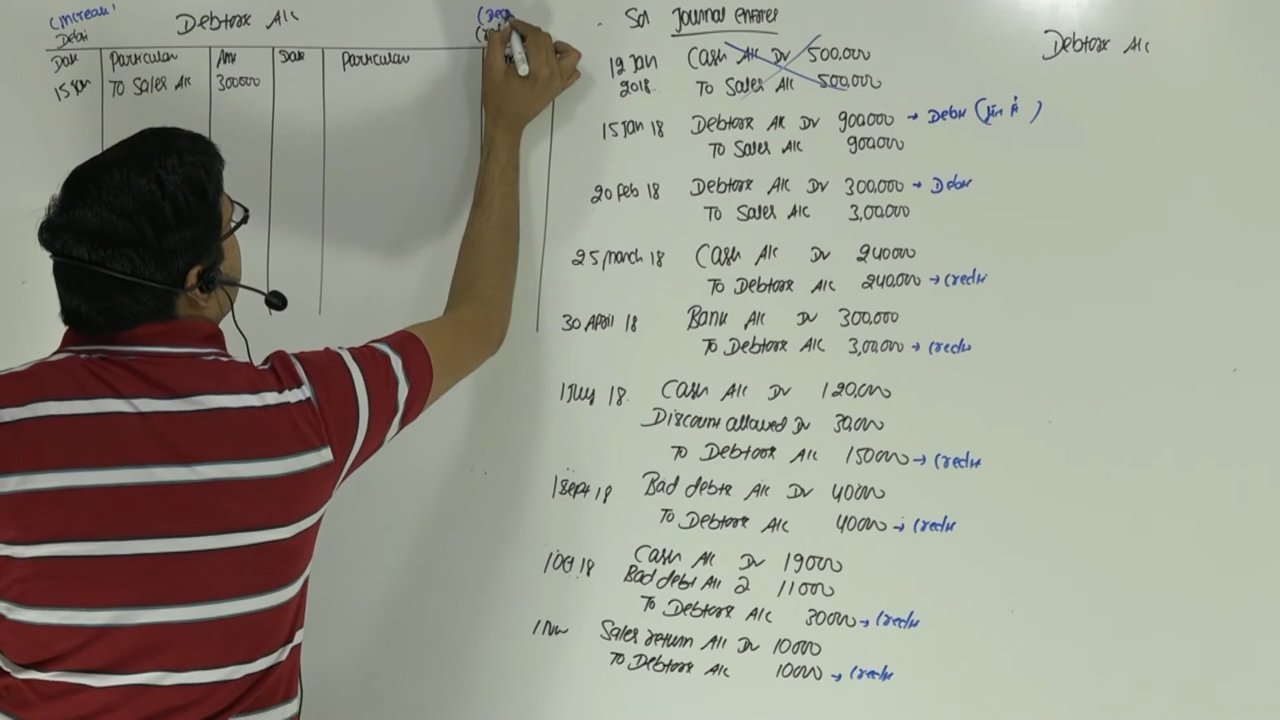 (Increase)
Debit
Debtors A/c
(Dec
Date Particular Amt Date Particular
15 Jan To Sales A/c 300000
Sol Journal entries
12 Jan Cash A/c Dr 500,000
2018 To Sales A/c 500,000
15 Jan 18 Debtors A/c Dr 900000 → Debit
To Sales A/c 900000
20 Feb 18 Debtors A/c Dr 300,000 → Debit
To Sales A/c 3,00000
25 March 18 Cash A/c Dr 240000
To Debtors A/c 240,000 → Credit
30 April 18 Bank A/c Dr 300,000
To Debtors A/c 3,00000 → Credit
1 July 18. Cash A/c Dr 120,000
Discount allowed Dr 30,000
To Debtors A/c 150000 → Credit
1 Sept 18 Bad debts A/c Dr 40000
To Debtors A/c 40000 → Credit
1 Oct 18 Cash A/c Dr 19000
Bad debt A/c 2 11000
To Debtors A/c 30000 → Credit
1 Nov Sales return A/c Dr 10000
To Debtors A/c 10000 → Credit
Debtors A/c